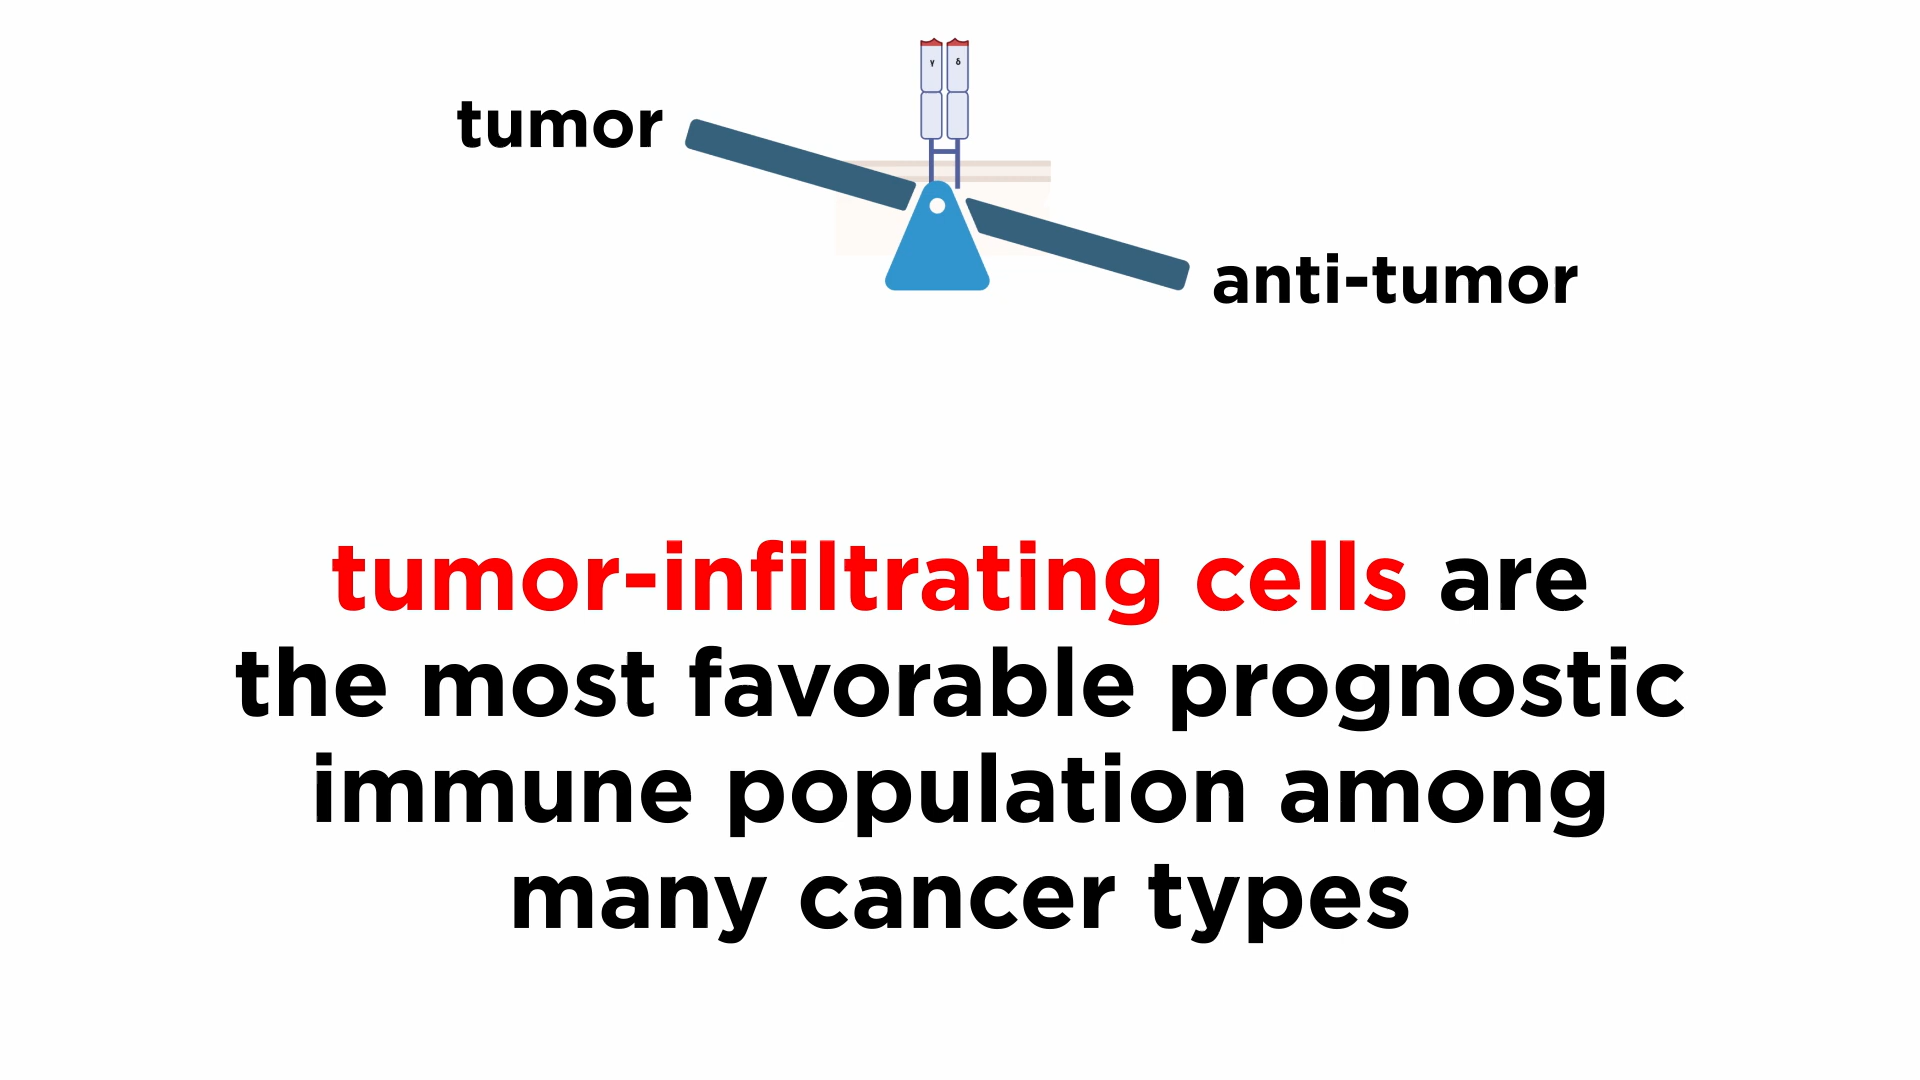 γ δ
tumor
anti-tumor
tumor-infiltrating cells are
the most favorable prognostic
immune population among
many cancer types